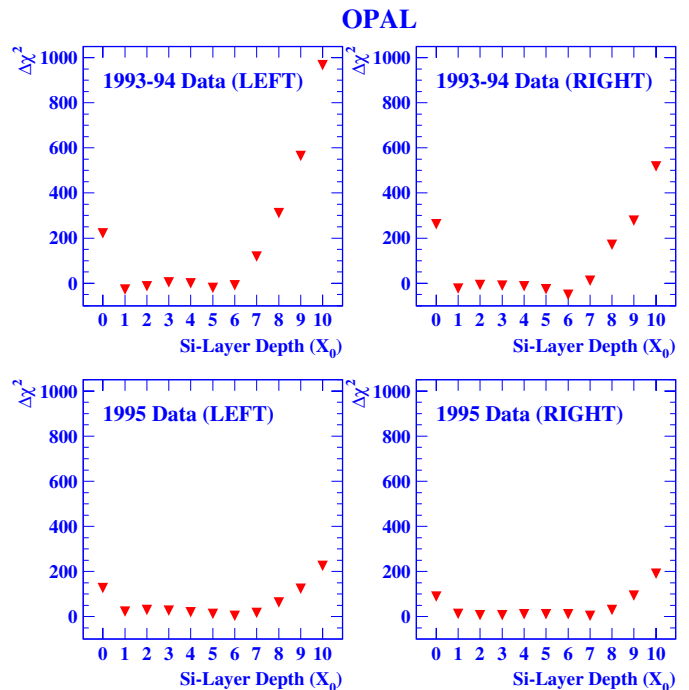 OPAL
Δχ²
1993-94 Data (LEFT)
1000
800
600
400
200
0
0 1 2 3 4 5 6 7 8 9 10
Si-Layer Depth (X₀)
Δχ²
1993-94 Data (RIGHT)
1000
800
600
400
200
0
0 1 2 3 4 5 6 7 8 9 10
Si-Layer Depth (X₀)
Δχ²
1995 Data (LEFT)
1000
800
600
400
200
0
0 1 2 3 4 5 6 7 8 9 10
Si-Layer Depth (X₀)
Δχ²
1995 Data (RIGHT)
1000
800
600
400
200
0
0 1 2 3 4 5 6 7 8 9 10
Si-Layer Depth (X₀)